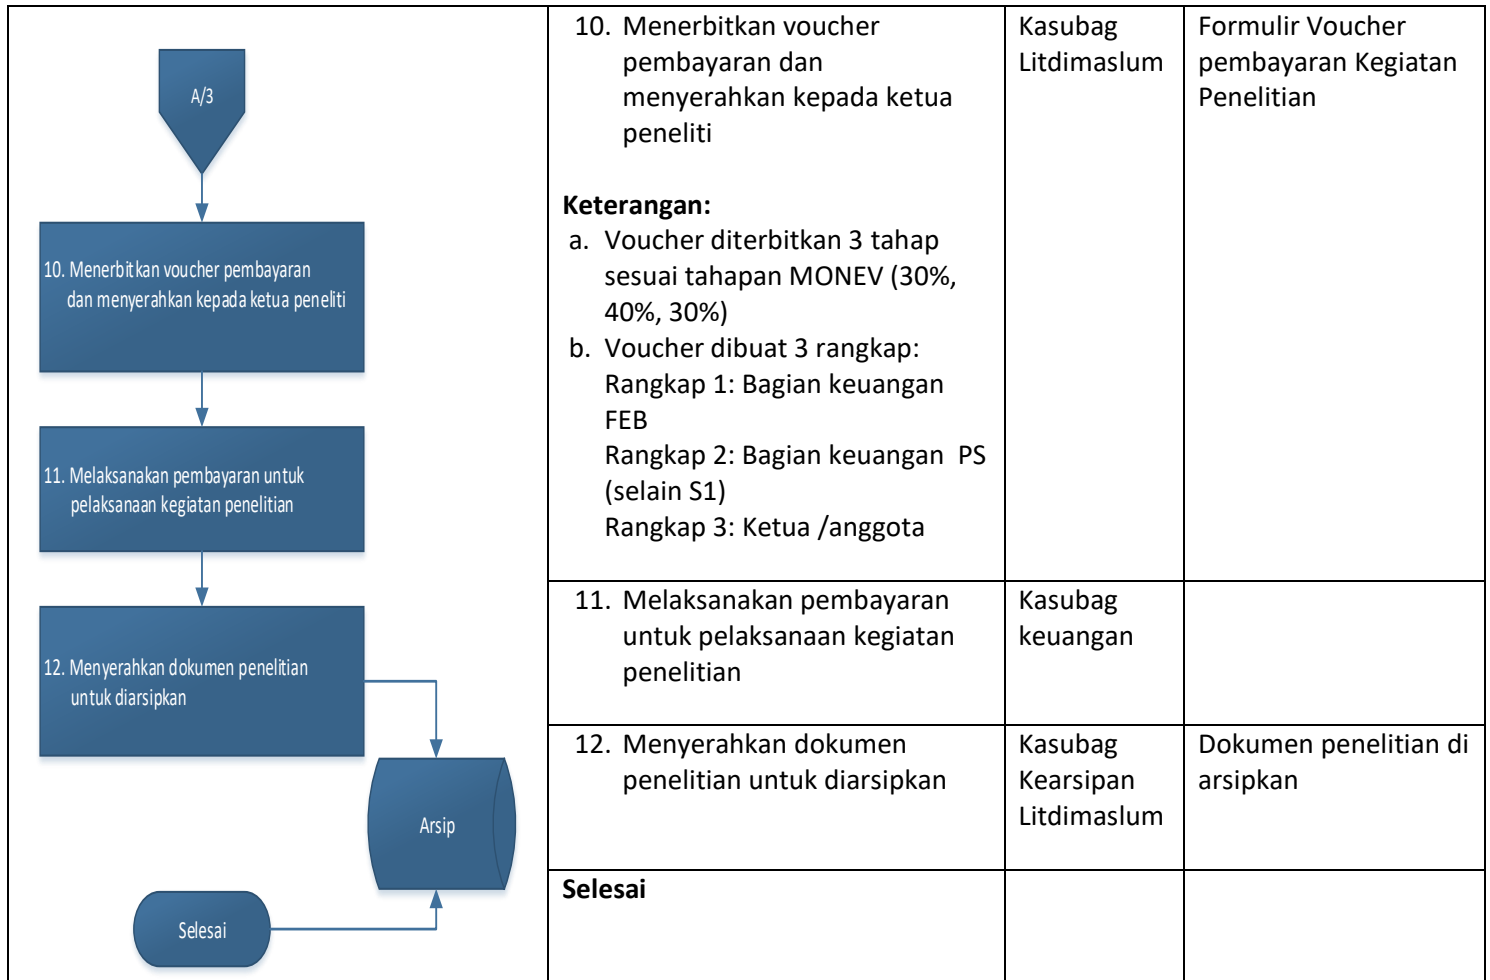 A/3
10. Menerbitkan voucher pembayaran
dan menyerahkan kepada ketua peneliti
11. Melaksanakan pembayaran untuk
pelaksanaan kegiatan penelitian
12. Menyerahkan dokumen penelitian
untuk diarsipkan
Arsip
Selesai
10. Menerbitkan voucher
pembayaran dan
menyerahkan kepada ketua
peneliti
Keterangan:
a. Voucher diterbitkan 3 tahap
sesuai tahapan MONEV (30%,
40%, 30%)
b. Voucher dibuat 3 rangkap:
Rangkap 1: Bagian keuangan
FEB
Rangkap 2: Bagian keuangan PS
(selain S1)
Rangkap 3: Ketua /anggota
Kasubag
Litdimaslum
Formulir Voucher
pembayaran Kegiatan
Penelitian
11. Melaksanakan pembayaran
untuk pelaksanaan kegiatan
penelitian
Kasubag
keuangan
12. Menyerahkan dokumen
penelitian untuk diarsipkan
Kasubag
Kearsipan
Litdimaslum
Dokumen penelitian di
arsipkan
Selesai